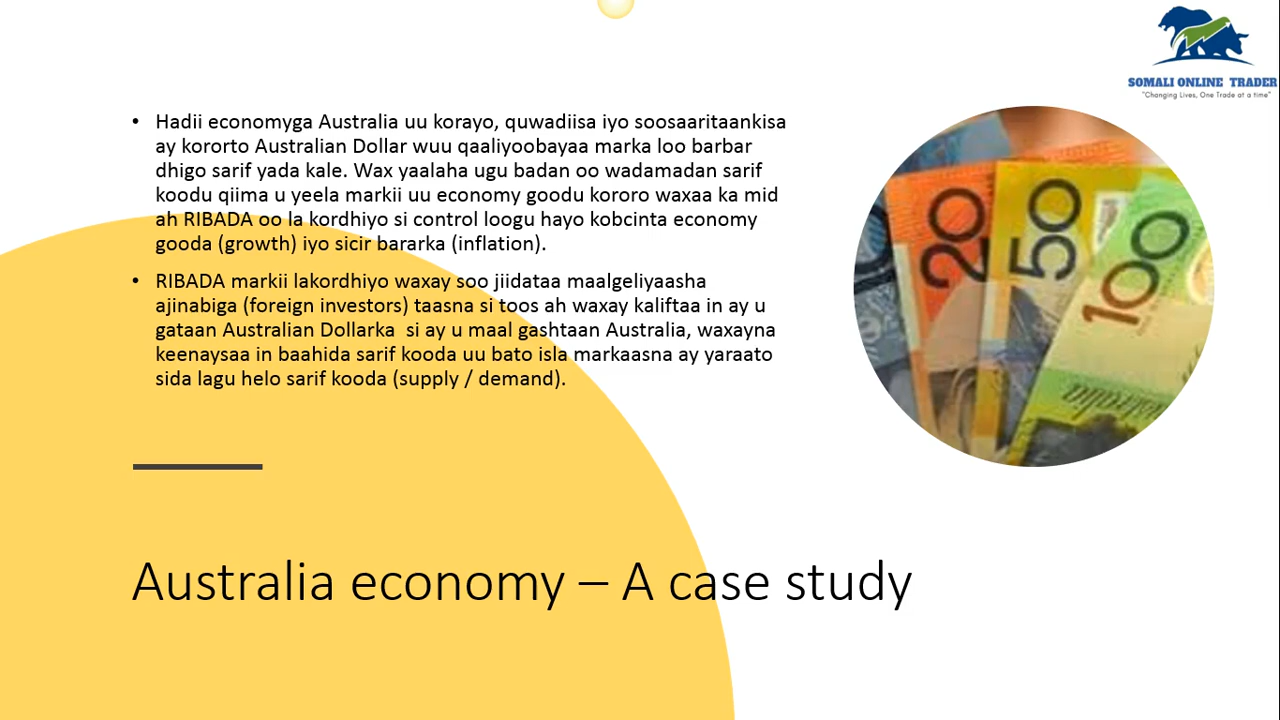 SOMALI ONLINE TRADER
"Changing Lives, One Trade at a time"
• Hadii economyga Australia uu korayo, quwadiisa iyo soosaaritaankisa
ay kororto Australian Dollar wuu qaaliyoobayaa marka loo barbar
dhigo sarif yada kale. Wax yaalaha ugu badan oo wadamadan sarif
koodu qiima u yeela markii uu economy goodu kororo waxaa ka mid
ah RIBADA oo la kordhiyo si control loogu hayo kobcinta economy
gooda (growth) iyo sicir bararka (inflation).
• RIBADA markii lakordhiyo waxay soo jiidataa maalgeliyaasha
ajinabiga (foreign investors) taasna si toos ah waxay kaliftaa in ay u
gataan Australian Dollarka si ay u maal gashtaan Australia, waxayna
keenaysaa in baahida sarif kooda uu bato isla markaasna ay yaraato
sida lagu helo sarif kooda (supply / demand).
20
50
100
Australia
Australia economy – A case study